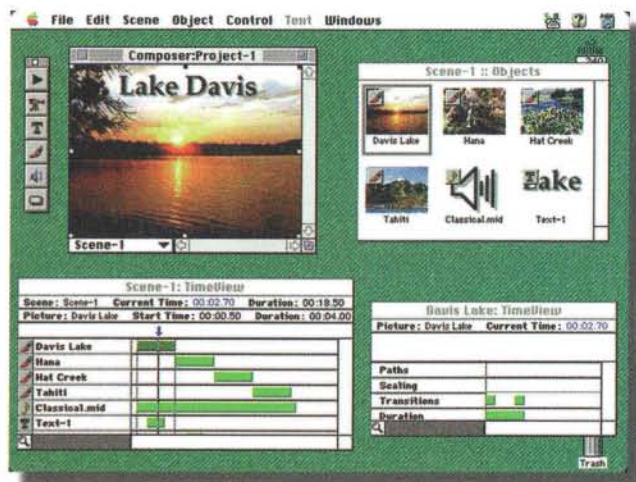 File Edit Scene Object Control Text Windows
Composer:Project-1
Lake Davis
Scene-1
Scene-1 :: Objects
Davis Lake
Hana
Hat Creek
Tahiti
Classical.mid
Lake
Text-1
Scene-1: TimeView
Scene: Scene-1 Current Time: 00:02.70 Duration: 00:18.50
Picture: Davis Lake Start Time: 00:00.50 Duration: 00:04.00
Davis Lake
Hana
Hat Creek
Tahiti
Classical.mid
T Text-1
Davis Lake: TimeView
Picture: Davis Lake Current Time: 00:02.70
Paths
Scaling
Transitions
Duration
Trash